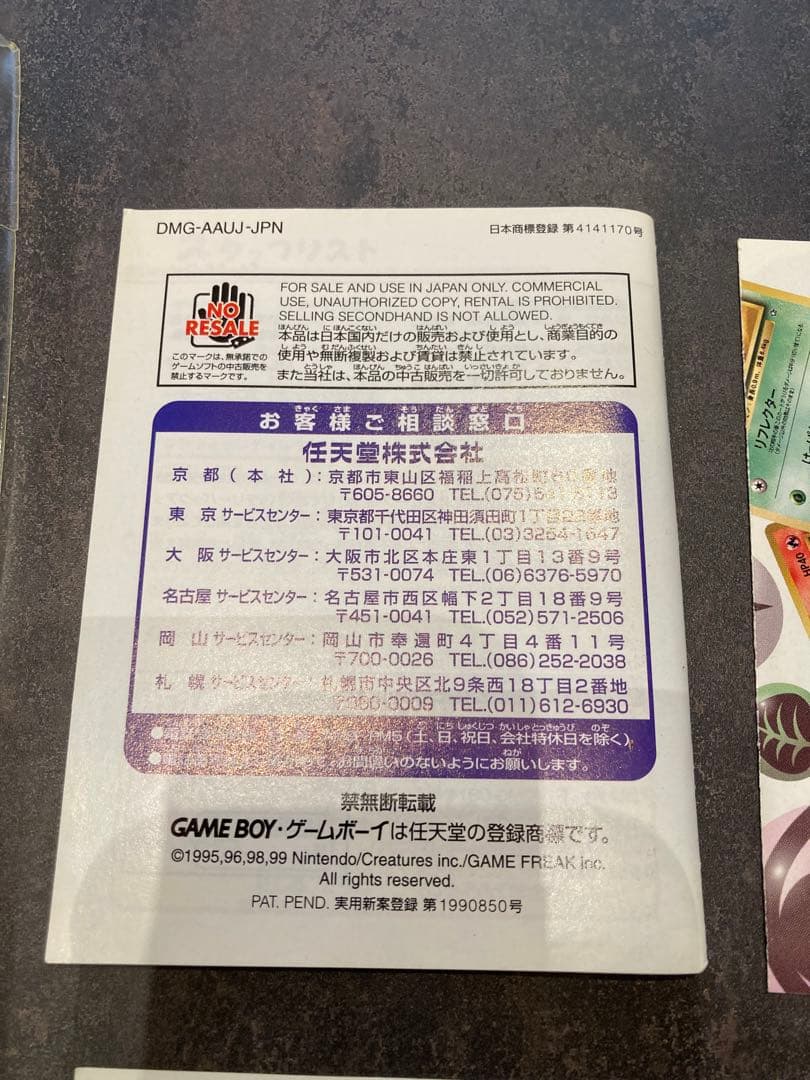 DMG-AAUJ-JPN
日本商標登録 第4141170号
NO
RESALE
このマークは、無承諾での
ゲームソフトの中古販売を
禁止するマークです。
FOR SALE AND USE IN JAPAN ONLY. COMMERCIAL
USE, UNAUTHORIZED COPY, RENTAL IS PROHIBITED.
SELLING SECONDHAND IS NOT ALLOWED.
本品は日本国内だけの販売および使用とし、商業目的の
使用や無断複製および賃貸は禁止されています。
また当社は、本品の中古販売を一切許可しておりません。
お客様ご相談窓口
任天堂株式会社
京都(本社):京都市東山区福稲上高松町60番地
〒605-8660 TEL.(075)
東京サービスセンター:東京都千代田区神田須田町1丁目22番地
〒101-0041 TEL.(03)3254-1647
大阪サービスセンター:大阪市北区本庄東1丁目13番9号
〒531-0074 TEL.(06)6376-5970
名古屋サービスセンター:名古屋市西区幅下2丁目18番9号
〒451-0041 TEL.(052)571-2506
岡山サービスセンター:岡山市奉還町4丁目4番11号
〒700-0026 TEL.(086)252-2038
札幌サービスセンター:札幌市中央区北9条西18丁目2番地
〒060-0009 TEL.(011)612-6930
PM5(土、日、祝日、会社特休日を除く)
お間違いのないようにお願いします。
禁無断転載
GAME BOY・ゲームボーイは任天堂の登録商標です。
©1995,96,98,99 Nintendo/Creatures inc./GAME FREAK inc.
All rights reserved.
PAT. PEND. 実用新案登録 第1990850号
リフレクター
HP40